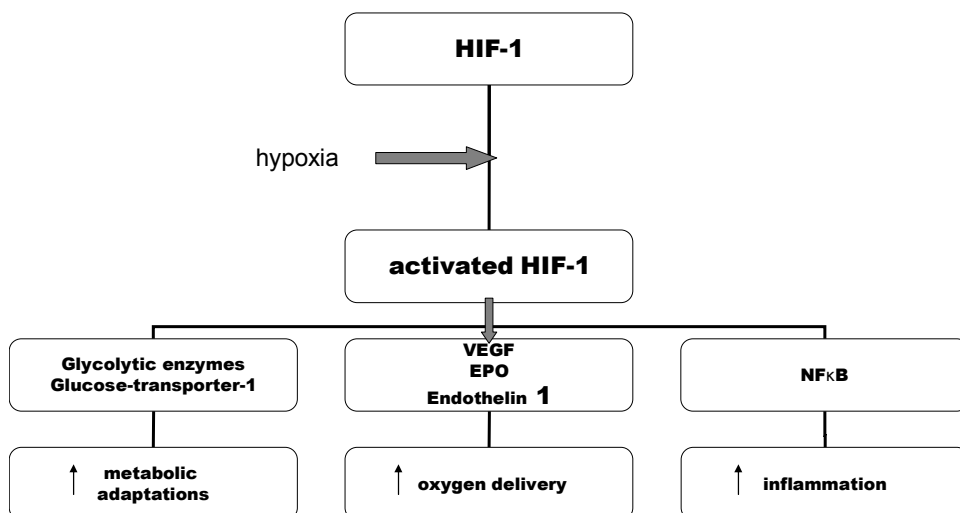 HIF-1
hypoxia
activated HIF-1
Glycolytic enzymes
Glucose-transporter-1
VEGF
EPO
Endothelin 1
NFκB
↑ metabolic
adaptations
↑ oxygen delivery
↑ inflammation